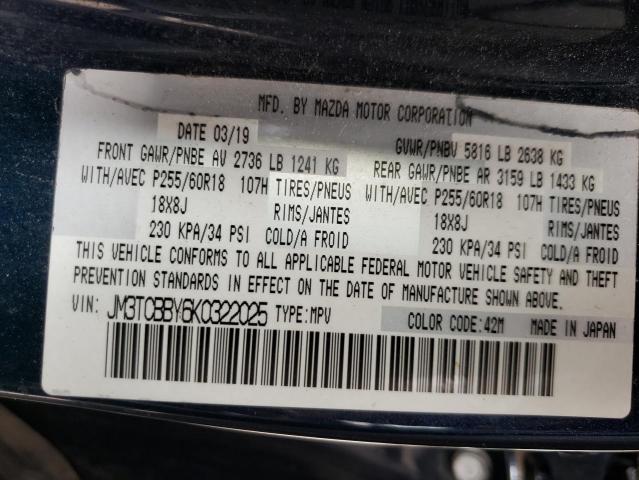 MFD. BY MAZDA MOTOR CORPORATION
DATE 03/19 GVWR/PNBV 5816 LB 2638 KG
FRONT GAWR/PNBE AV 2736 LB 1241 KG REAR GAWR/PNBE AR 3159 LB 1433 KG
WITH/AVEC P255/60R18 107H TIRES/PNEUS WITH/AVEC P255/60R18 107H TIRES/PNEUS
18X8J RIMS/JANTES 18X8J RIMS/JANTES
230 KPA/34 PSI COLD/A FROID 230 KPA/34 PSI COLD/A FROID
THIS VEHICLE CONFORMS TO ALL APPLICABLE FEDERAL MOTOR VEHICLE SAFETY AND THEFT
PREVENTION STANDARDS IN EFFECT ON THE DATE OF MANUFACTURE SHOWN ABOVE.
VIN: JM3TCBBY6K0322025 TYPE: MPV COLOR CODE: 42M MADE IN JAPAN